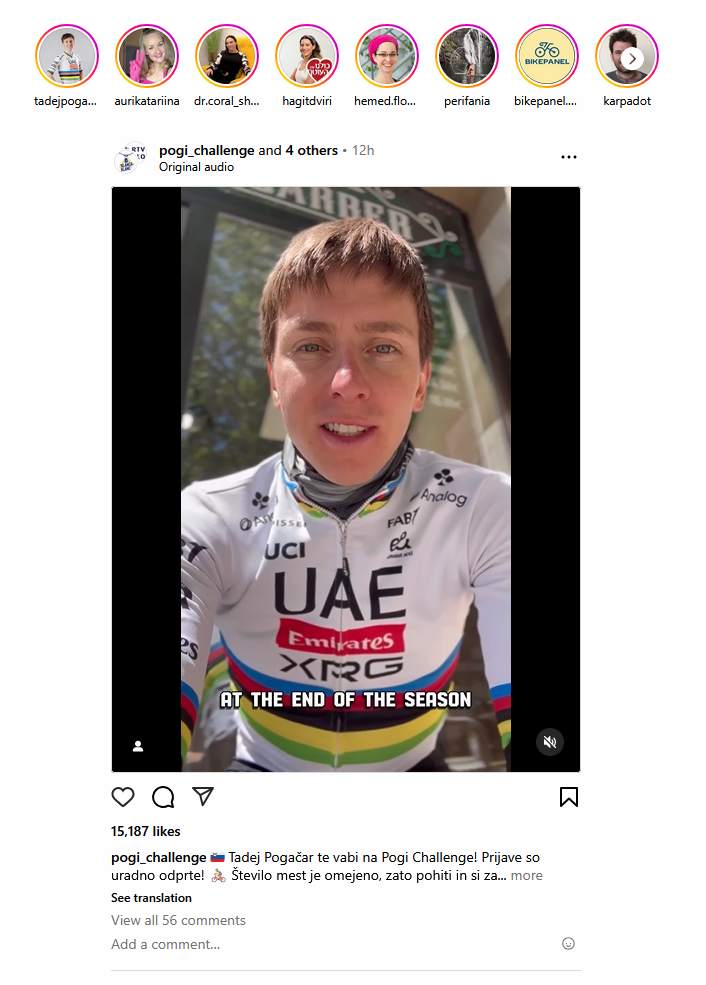 BIKEPANEL
tadejpoga...
aurikatariina
dr.coral_sh...
hagitdviri
hemed.flo...
perifania
bikepanel....
karpadot
pogi_challenge and 4 others • 12h
Original audio
BARBER
Analog
FAB
UCI
UAE
Emirates
XRG
AT THE END OF THE SEASON
15,187 likes
pogi_challenge 🇸🇮 Tadej Pogačar te vabi na Pogi Challenge! Prijave so
uradno odprte! 🚴 Število mest je omejeno, zato pohiti in si za... more
See translation
View all 56 comments
Add a comment...